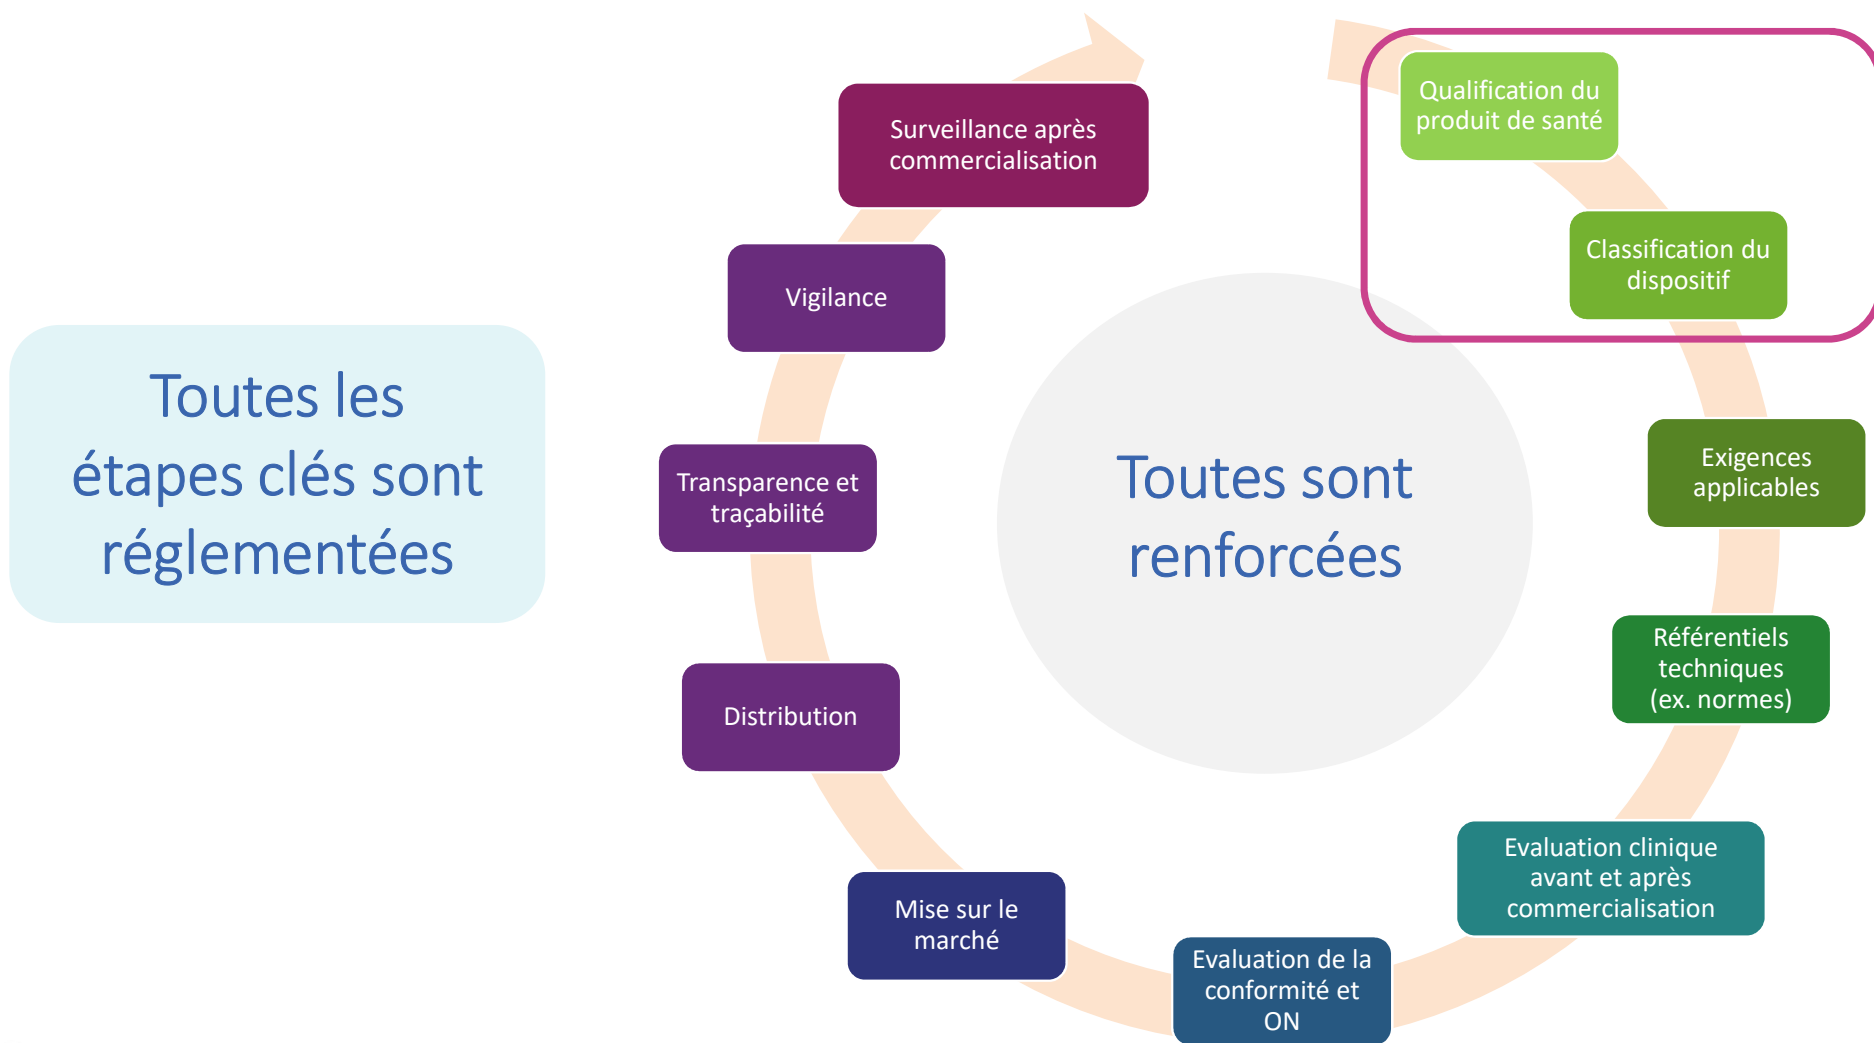 Toutes les
étapes clés sont
réglementées
Toutes sont
renforcées
Qualification du
produit de santé
Classification du
dispositif
Exigences
applicables
Référentiels
techniques
(ex. normes)
Evaluation clinique
avant et après
commercialisation
Evaluation de la
conformité et
ON
Mise sur le
marché
Distribution
Transparence et
traçabilité
Vigilance
Surveillance après
commercialisation